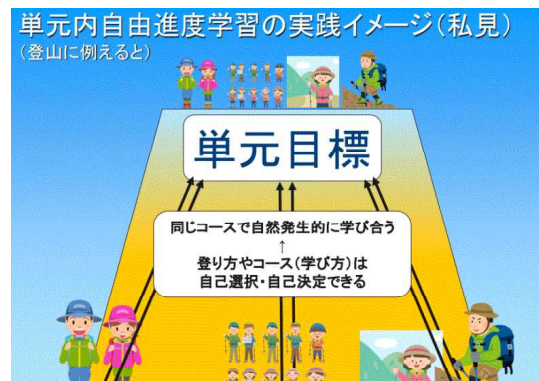 単元内自由進度学習の実践イメージ(私見)
(登山に例えると)
単元目標
同じコースで自然発生的に学び合う
↑
登り方やコース(学び方)は
自己選択・自己決定できる